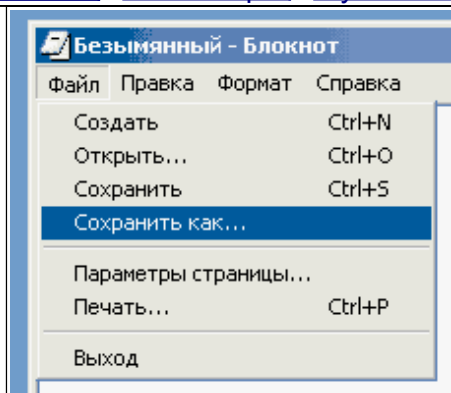 Безымянный - Блокнот
Файл Правка Формат Справка
Создать Ctrl+N
Открыть... Ctrl+O
Сохранить Ctrl+S
Сохранить как...
Параметры страницы...
Печать... Ctrl+P
Выход